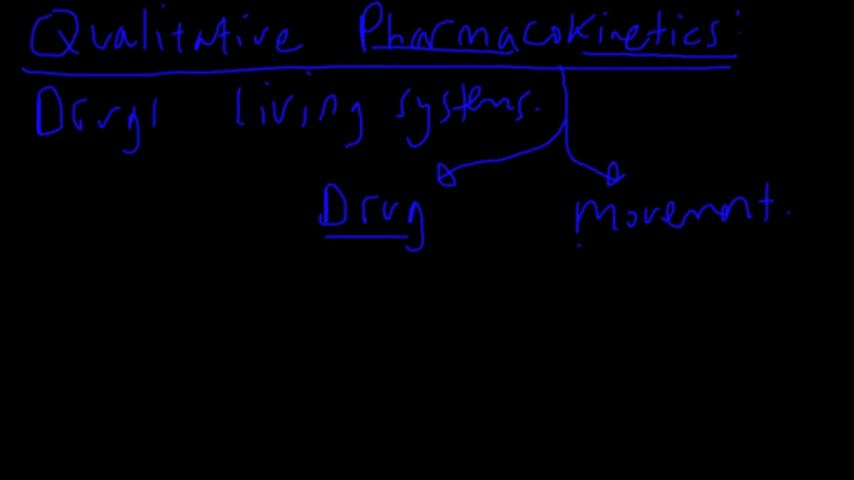 Qualitative Pharmacokinetics:
Drugs living systems.
Drug movement.